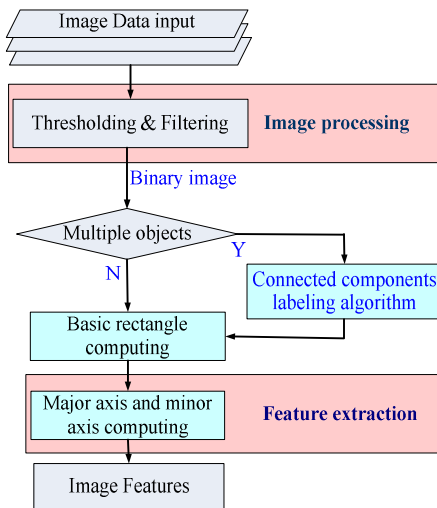 Image Data input
Thresholding & Filtering
Image processing
Binary image
Multiple objects
Y
N
Connected components
labeling algorithm
Basic rectangle
computing
Major axis and minor
axis computing
Feature extraction
Image Features